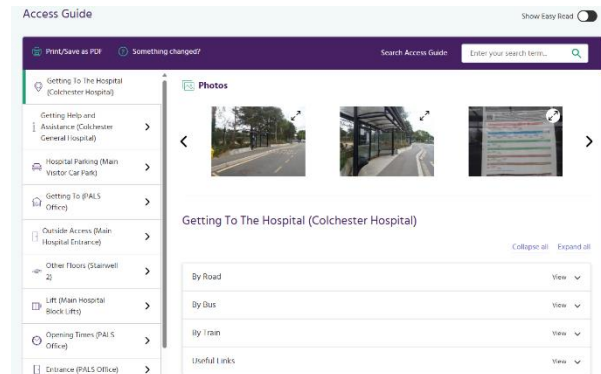 Access Guide
Show Easy Read
Print/Save as PDF
Something changed?
Search Access Guide
Enter your search term...
Getting To The Hospital
(Colchester Hospital)
Getting Help and
Assistance (Colchester
General Hospital)
Hospital Parking (Main
Visitor Car Park)
Getting To (PALS
Office)
Outside Access (Main
Hospital Entrance)
Other Floors (Stairwell
2)
Lift (Main Hospital
Block Lifts)
Opening Times (PALS
Office)
Entrance (PALS Office)
Photos
Getting To The Hospital (Colchester Hospital)
Collapse all
Expand all
By Road
View
By Bus
View
By Train
View
Useful Links
View